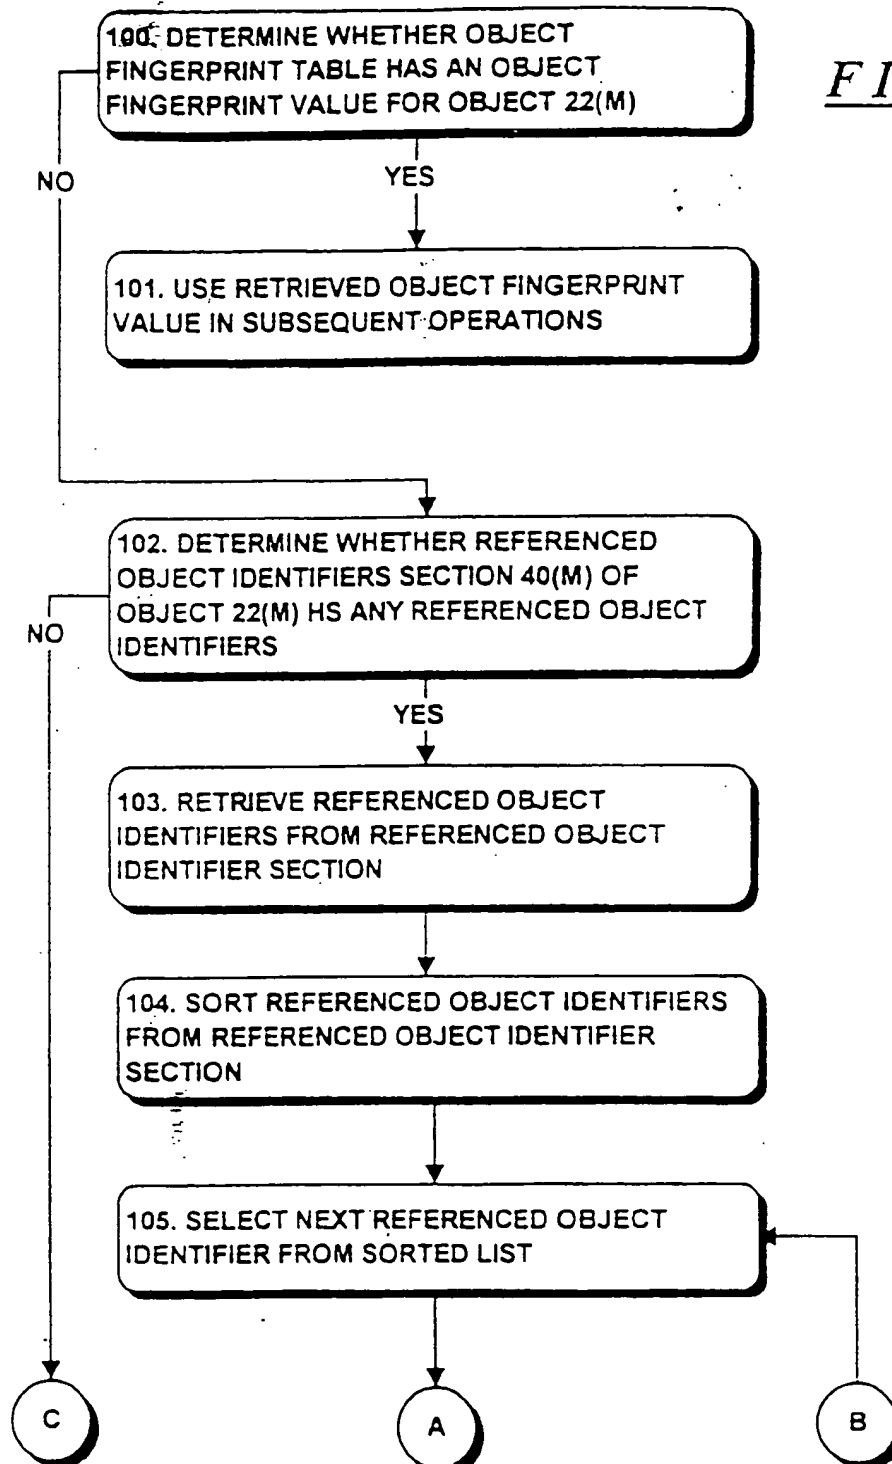 100. DETERMINE WHETHER OBJECT
FINGERPRINT TABLE HAS AN OBJECT
FINGERPRINT VALUE FOR OBJECT 22(M)
F I
NO
YES
101. USE RETRIEVED OBJECT FINGERPRINT
VALUE IN SUBSEQUENT OPERATIONS
102. DETERMINE WHETHER REFERENCED
OBJECT IDENTIFIERS SECTION 40(M) OF
OBJECT 22(M) HS ANY REFERENCED OBJECT
IDENTIFIERS
NO
YES
103. RETRIEVE REFERENCED OBJECT
IDENTIFIERS FROM REFERENCED OBJECT
IDENTIFIER SECTION
104. SORT REFERENCED OBJECT IDENTIFIERS
FROM REFERENCED OBJECT IDENTIFIER
SECTION
105. SELECT NEXT REFERENCED OBJECT
IDENTIFIER FROM SORTED LIST
C
A
B